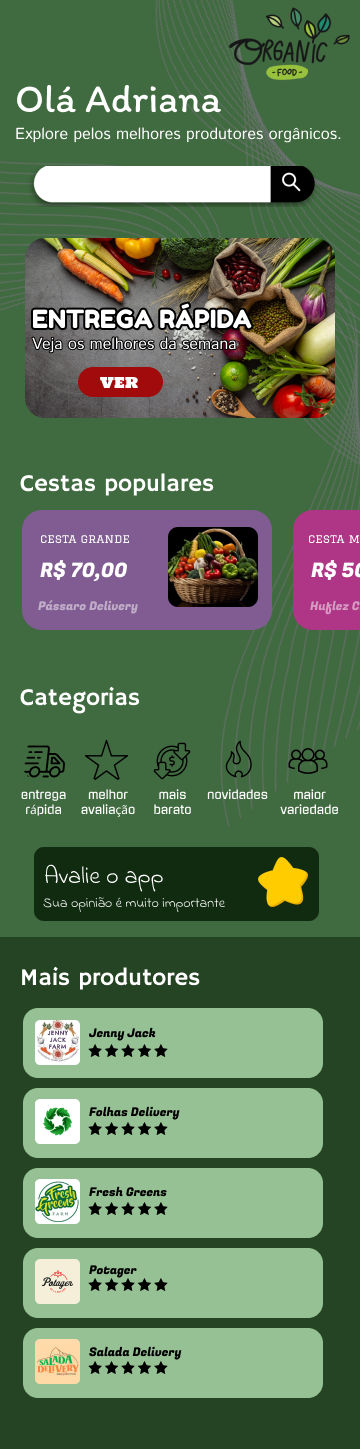 ORGANIC
- FOOD -
Olá Adriana
Explore pelos melhores produtores orgânicos.
ENTREGA RÁPIDA
Veja os melhores da semana
VER
Cestas populares
CESTA GRANDE
R$ 70,00
Pássaro Delivery
CESTA M
R$ 50
Huflez C
Categorias
entrega rápida
melhor avaliação
mais barato
novidades
maior variedade
Avalie o app
Sua opinião é muito importante
Mais produtores
JENNY
JACK
FARM
Jenny Jack
Folhas Delivery
Fresh
Greens
FARM
Fresh Greens
Potager
Potager
SALADA
DELIVERY
Salada Delivery